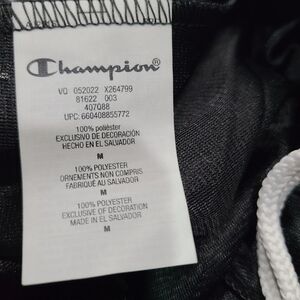 Champion®
VQ 052022 X264799
81622 003
407D88
UPC: 660408855772
100% poliéster
EXCLUSIVO DE DECORACIÓN
HECHO EN EL SALVADOR
M
100% POLYESTER
ORNEMENTS NON COMPRIS
FABRIQUÉ AU SALVADOR
M
100% POLYESTER
EXCLUSIVE OF DECORATION
MADE IN EL SALVADOR
M